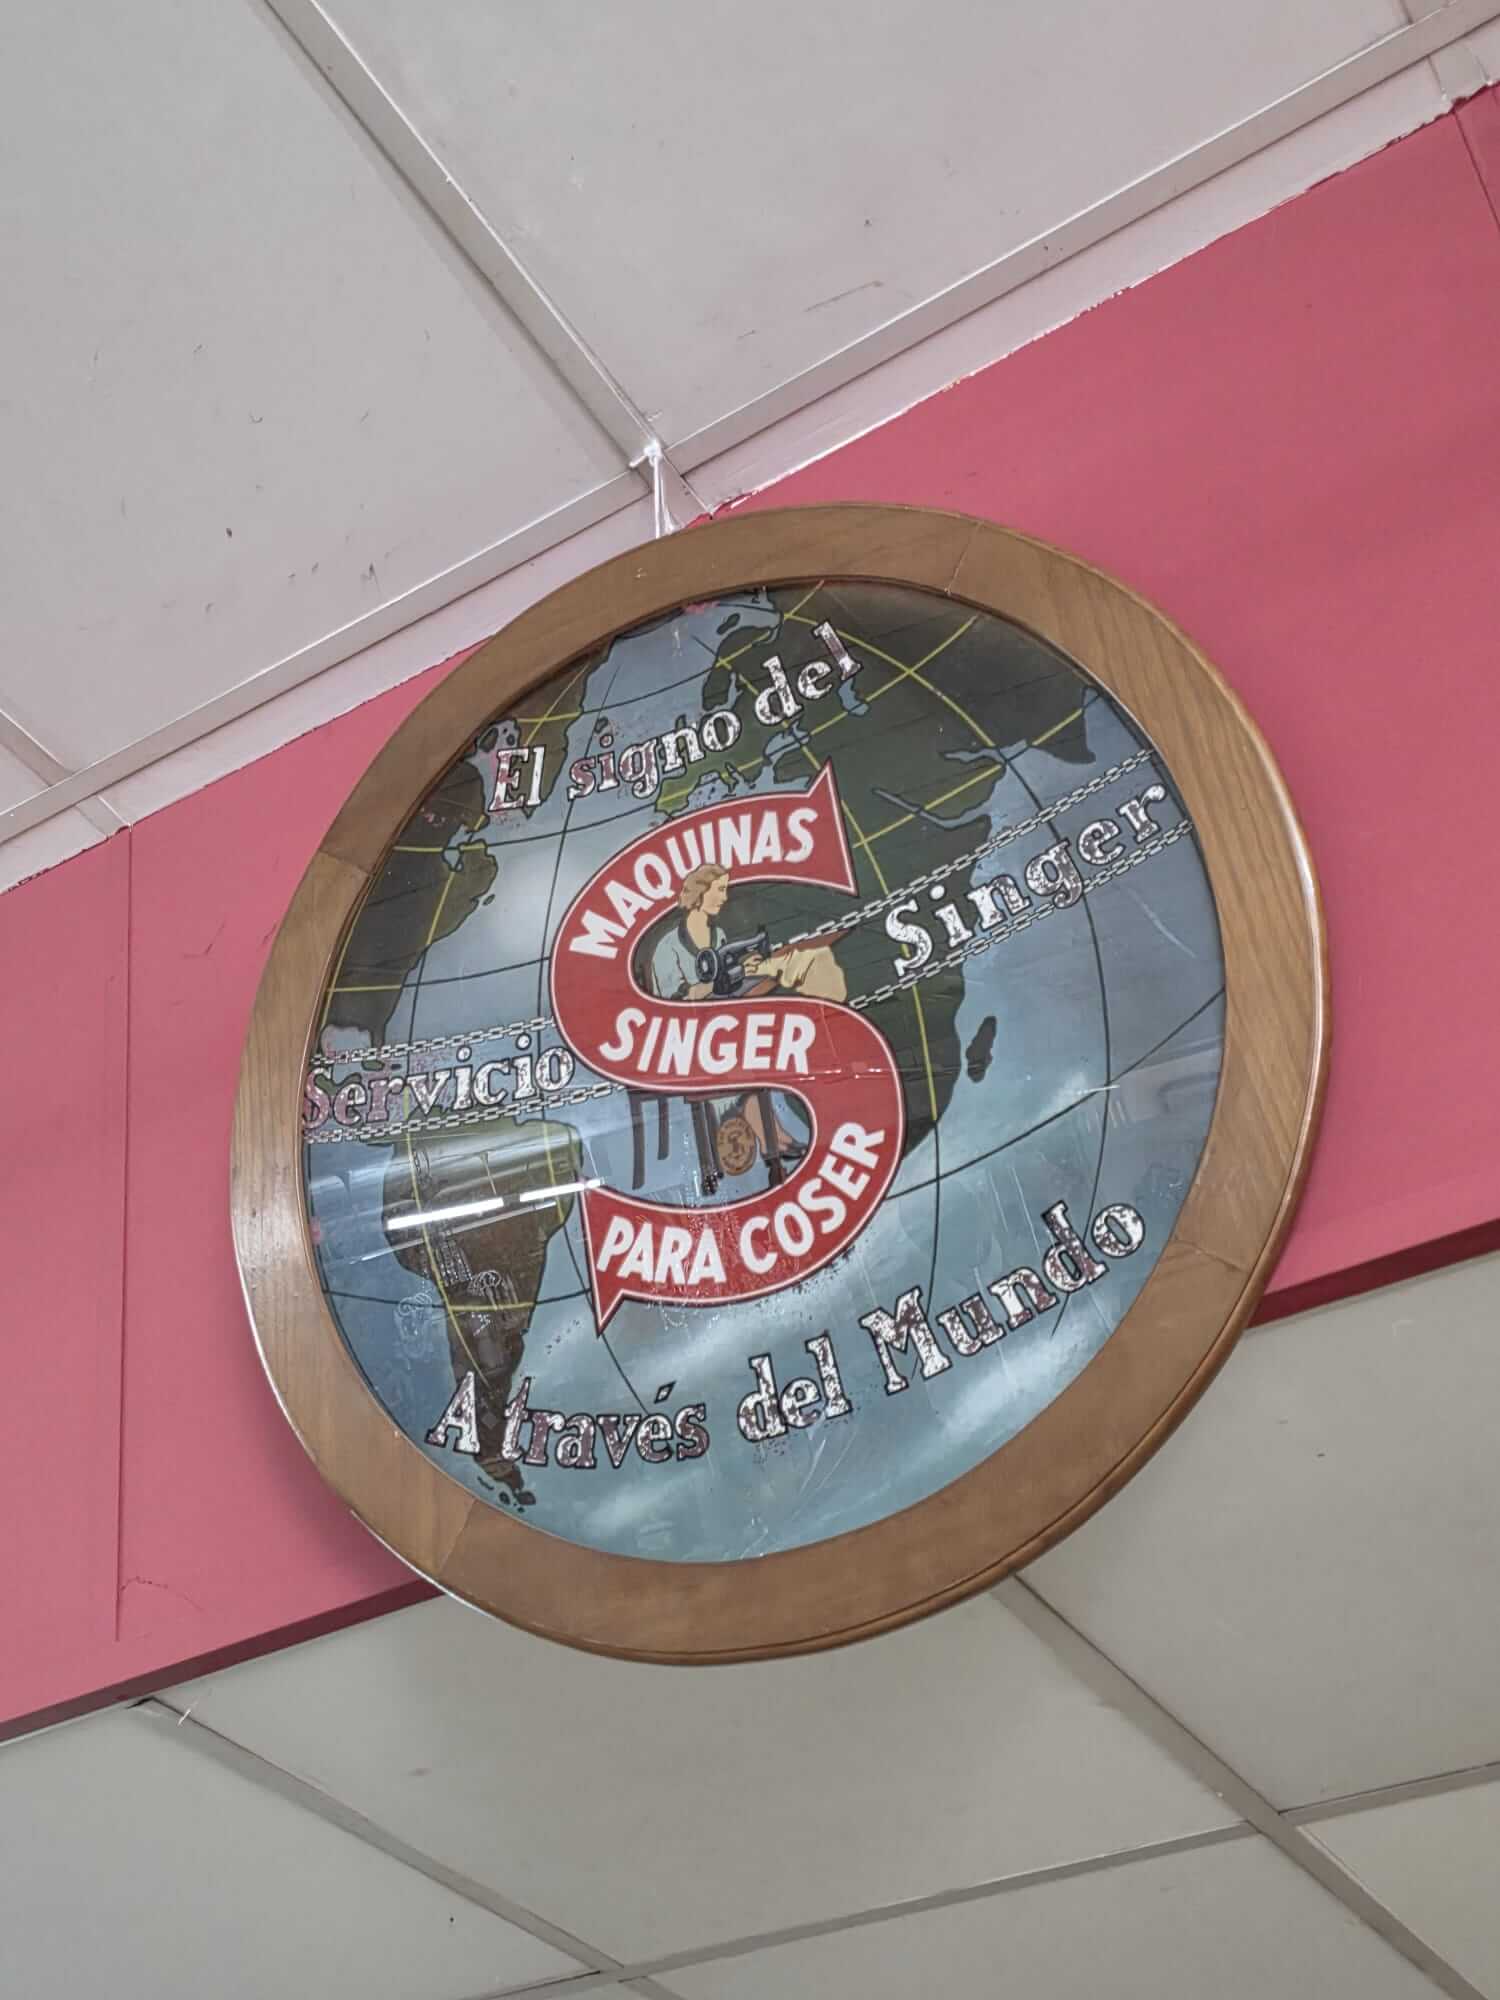 El signo del
Servicio Singer
MAQUINAS
SINGER
PARA COSER
A través del Mundo